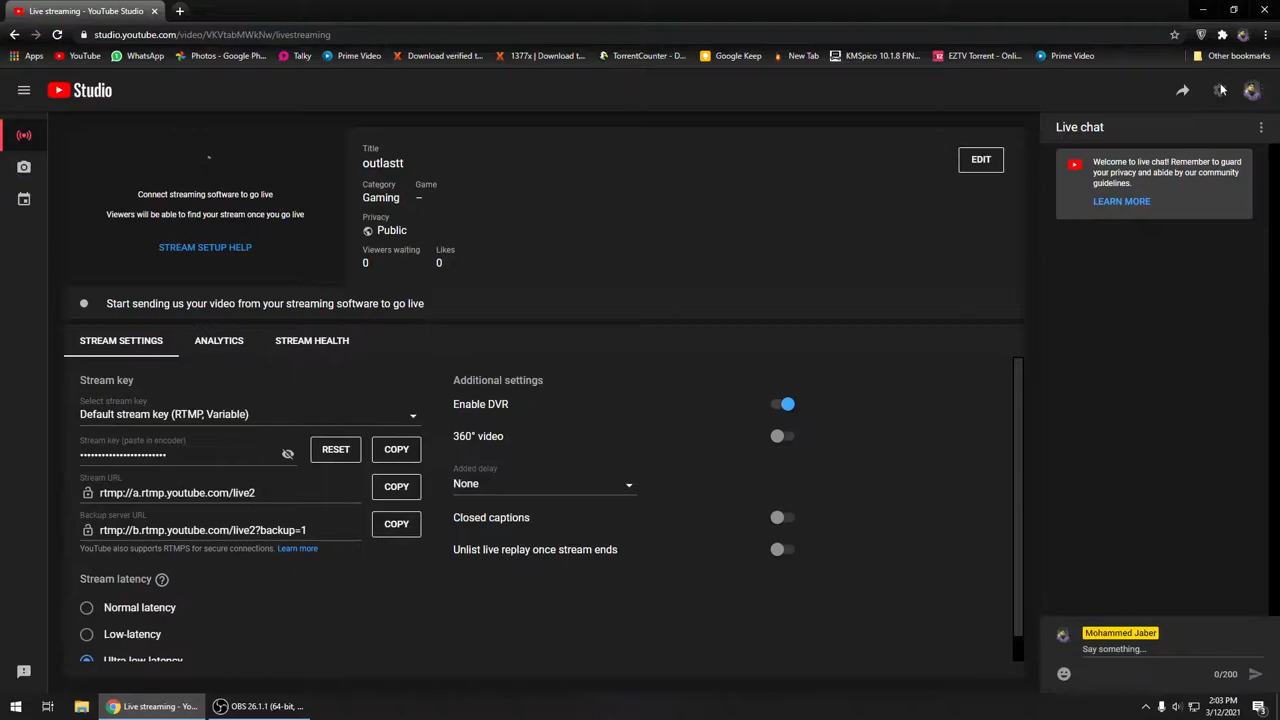 Live streaming - YouTube Studio
studio.youtube.com/video/VKVtabMWkNw/livestreaming
Apps YouTube WhatsApp Photos - Google Ph... Talky Prime Video Download verified t... 1377x | Download t... TorrentCounter - D... Google Keep New Tab KMSpico 10.1.8 FIN... EZTV Torrent - Onli... Prime Video Other bookmarks
Studio
Connect streaming software to go live
Viewers will be able to find your stream once you go live
STREAM SETUP HELP
Title
outlastt
EDIT
Category Game
Gaming –
Privacy
Public
Viewers waiting Likes
0 0
Start sending us your video from your streaming software to go live
STREAM SETTINGS ANALYTICS STREAM HEALTH
Stream key
Select stream key
Default stream key (RTMP, Variable)
Stream key (paste in encoder)
•••••••••••••••••••••••• RESET COPY
Stream URL
rtmp://a.rtmp.youtube.com/live2 COPY
Backup server URL
rtmp://b.rtmp.youtube.com/live2?backup=1 COPY
YouTube also supports RTMPS for secure connections. Learn more
Stream latency ?
Normal latency
Low-latency
Ultra low-latency
Additional settings
Enable DVR
360° video
Added delay
None
Closed captions
Unlist live replay once stream ends
Live chat
Welcome to live chat! Remember to guard
your privacy and abide by our community
guidelines.
LEARN MORE
Mohammed Jaber
Say something...
0/200
Live streaming - Yo... OBS 26.1.1 (64-bit, ... 2:03 PM
3/12/2021
3